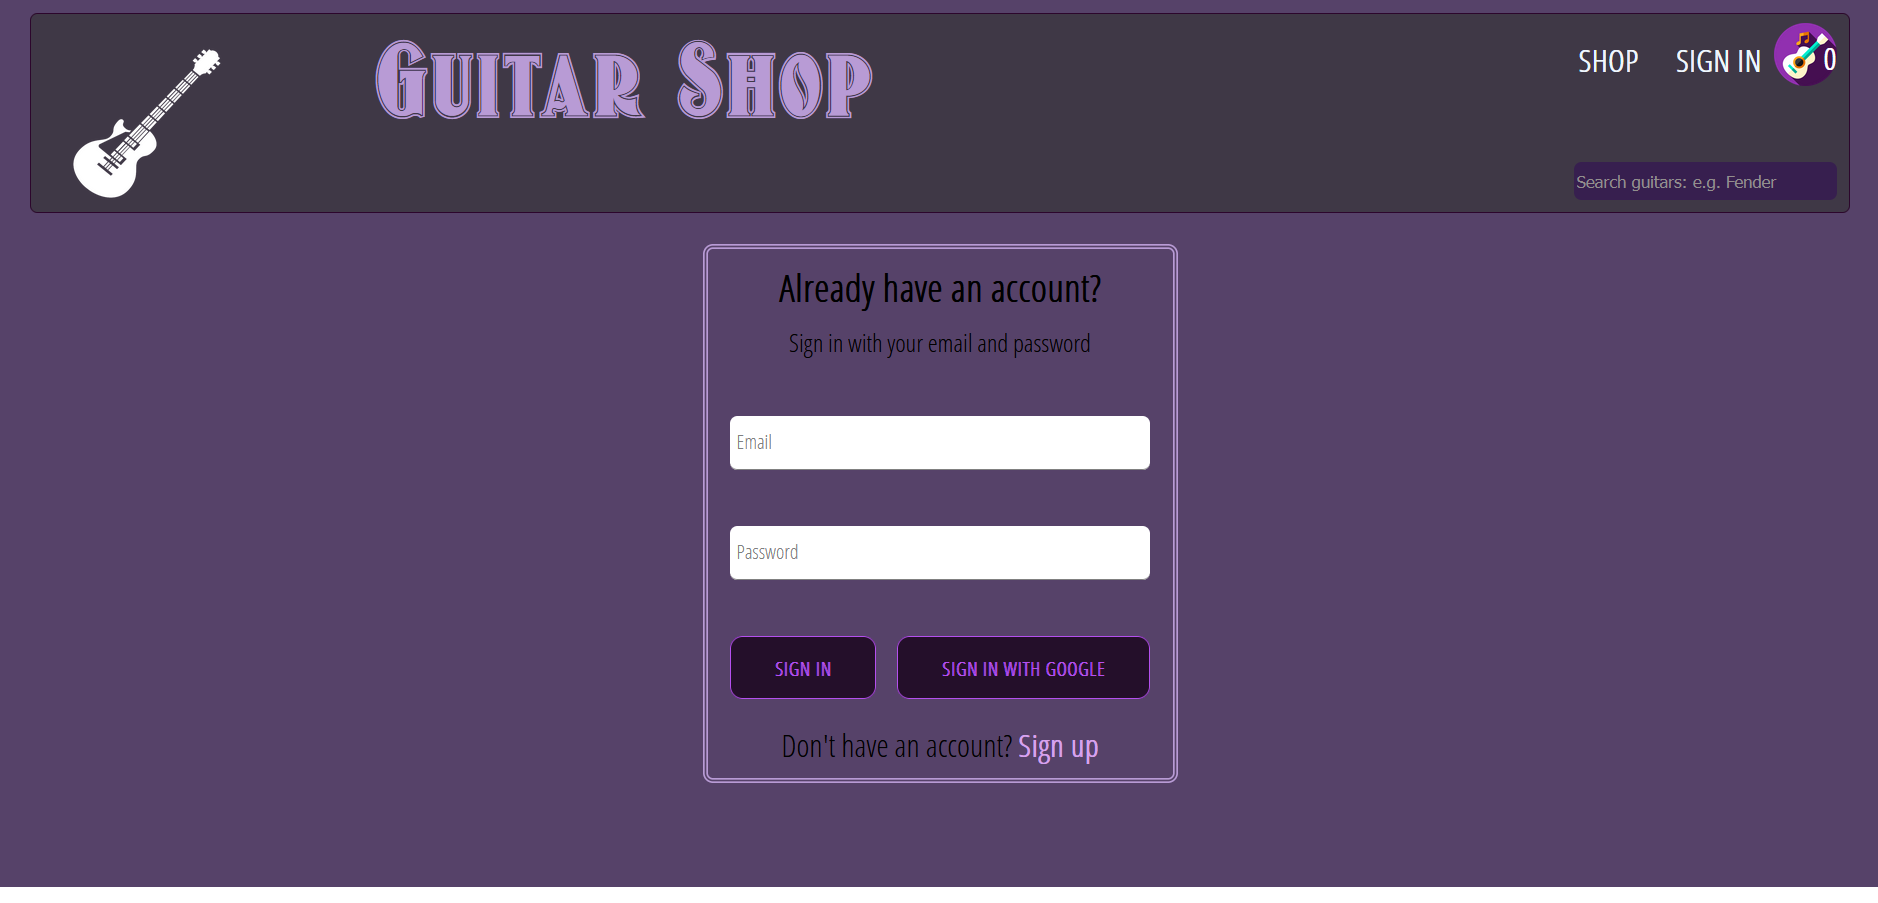 Guitar Shop
SHOP
SIGN IN
0
Search guitars: e.g. Fender
Already have an account?
Sign in with your email and password
Email
Password
SIGN IN
SIGN IN WITH GOOGLE
Don't have an account? Sign up